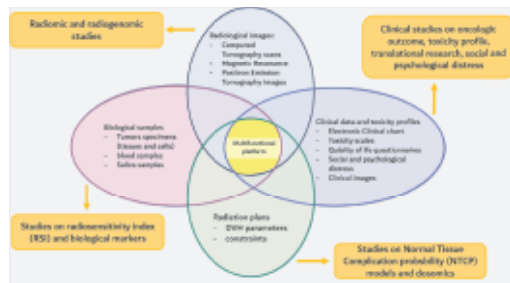 Radiomic and radiogenomic
studies
Radiological images:
- Computed
Tomography scans
- Magnetic Resonance
- Positron Emission
Tomography Images
Clinical studies on oncologic
outcome, toxicity profile,
translational research, social and
psychological distress
Biological samples
- Tumors specimens
(tissues and cells)
- blood samples
- Saliva samples
Multifunctional
platform
Clinical data and toxicity profiles
- Electronic Clinical chart
- Toxicity scales
- Quality of life questionnaires
- Social and psychological
distress
- Clinical images
Radiation plans
- DVH parameters
- constraints
Studies on radiosensitivity index
(RSI) and biological markers
Studies on Normal Tissue
Complication probability (NTCP)
models and dosomics